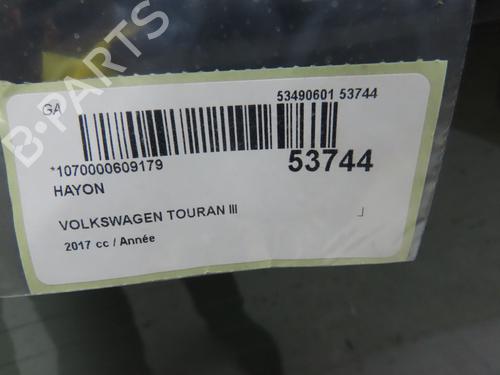 GA
53490601 53744
*1070000609179
53744
HAYON
VOLKSWAGEN TOURAN III
2017 cc / Année
B-PARTS